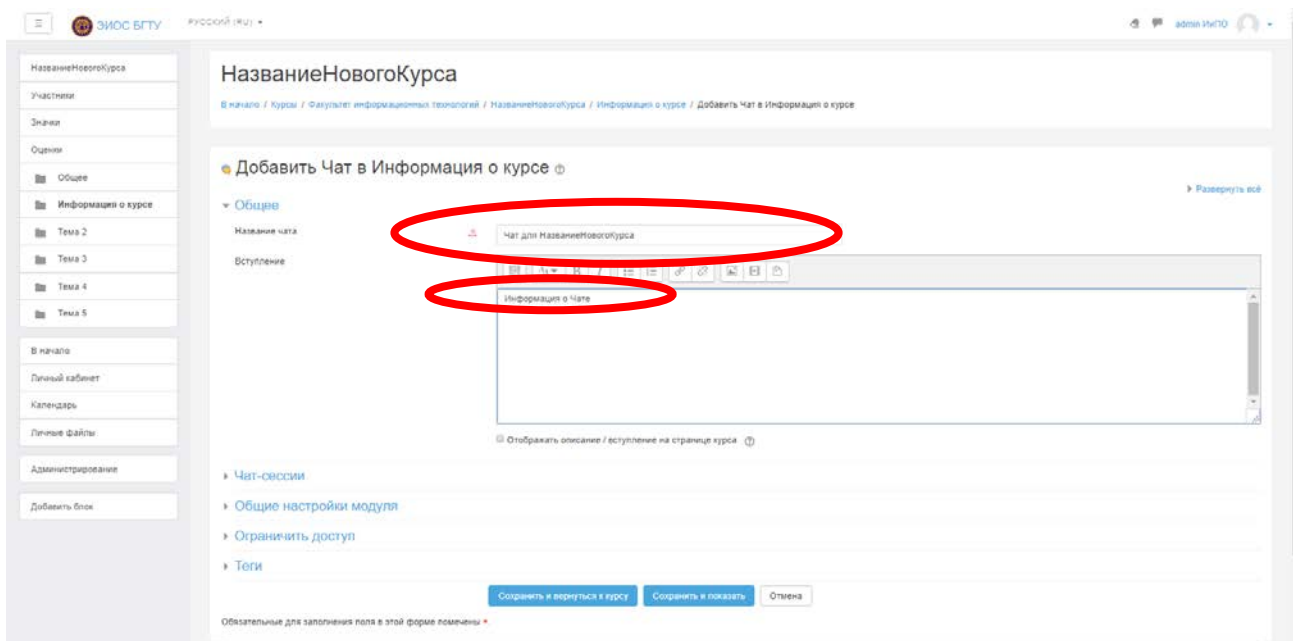 ЭИОС БГТУ
РУССКИЙ (RU)
admin ИиПО
НазваниеНовогоКурса
Участники
Значки
Оценки
Общее
Информация о курсе
Тема 2
Тема 3
Тема 4
Тема 5
В начало
Личный кабинет
Календарь
Личные файлы
Администрирование
Добавить блок
НазваниеНовогоКурса
В начало / Курсы / Факультет информационных технологий / НазваниеНовогоКурса / Информация о курсе / Добавить Чат в Информация о курсе
Добавить Чат в Информация о курсе
Развернуть всё
Общее
Название чата
Чат для НазваниеНовогоКурса
Вступление
Информация о Чате
Отображать описание / вступление на странице курса
Чат-сессии
Общие настройки модуля
Ограничить доступ
Теги
Сохранить и вернуться к курсу
Сохранить и показать
Отмена
Обязательные для заполнения поля в этой форме помечены *